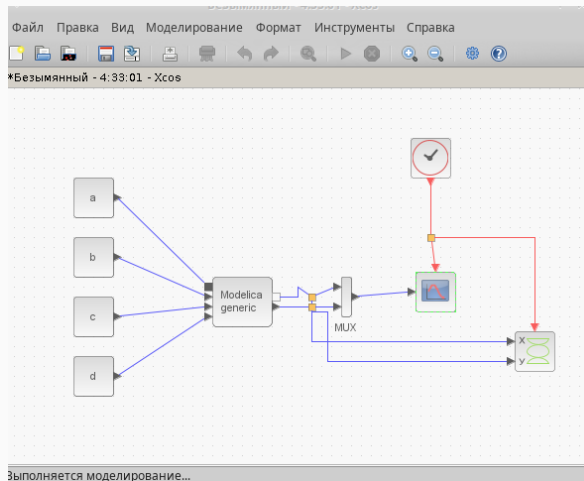 Файл Правка Вид Моделирование Формат Инструменты Справка
*Безымянный - 4:33:01 - Xcos
a
b
c
d
Modelica
generic
MUX
X
У
Выполняется моделирование...